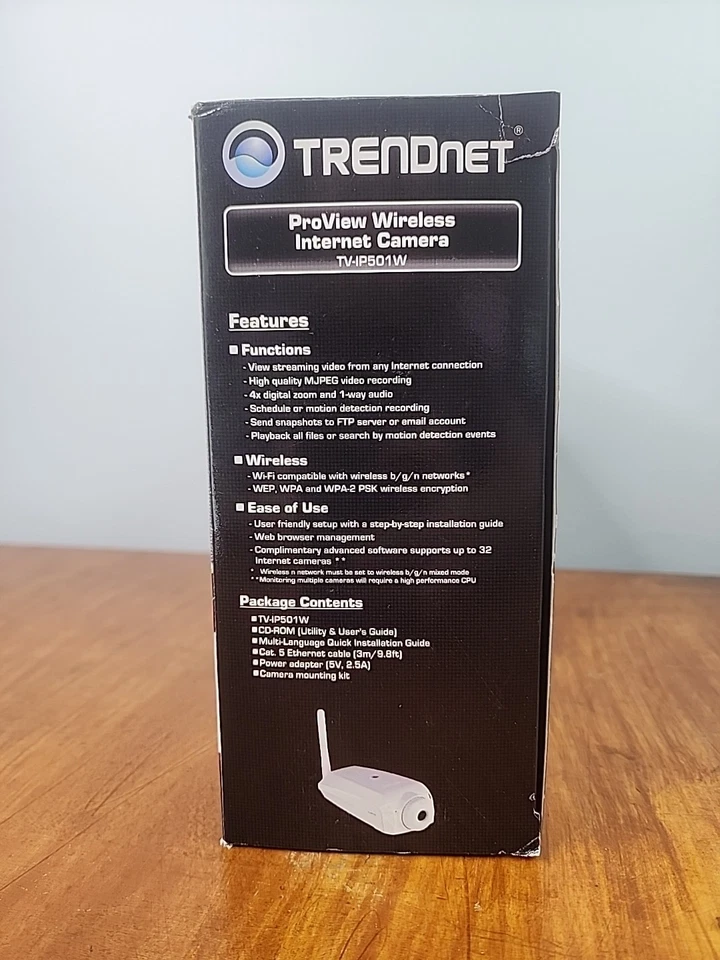 TRENDNET®
ProView Wireless
Internet Camera
TV-IP501W
Features
■ Functions
- View streaming video from any Internet connection
- High quality MJPEG video recording
- 4x digital zoom and 1-way audio
- Schedule or motion detection recording
- Send snapshots to FTP server or email account
- Playback all files or search by motion detection events
■ Wireless
- Wi-Fi compatible with wireless b/g/n networks*
- WEP, WPA and WPA-2 PSK wireless encryption
■ Ease of Use
- User friendly setup with a step-by-step installation guide
- Web browser management
- Complimentary advanced software supports up to 32
Internet cameras **
* Wireless n network must be set to wireless b/g/n mixed mode
**Monitoring multiple cameras will require a high performance CPU
Package Contents
■ TV-IP501W
■ CD-ROM (Utility & User's Guide)
■ Multi-Language Quick Installation Guide
■ Cat. 5 Ethernet cable (3m/9.8ft)
■ Power adapter (5V, 2.5A)
■ Camera mounting kit